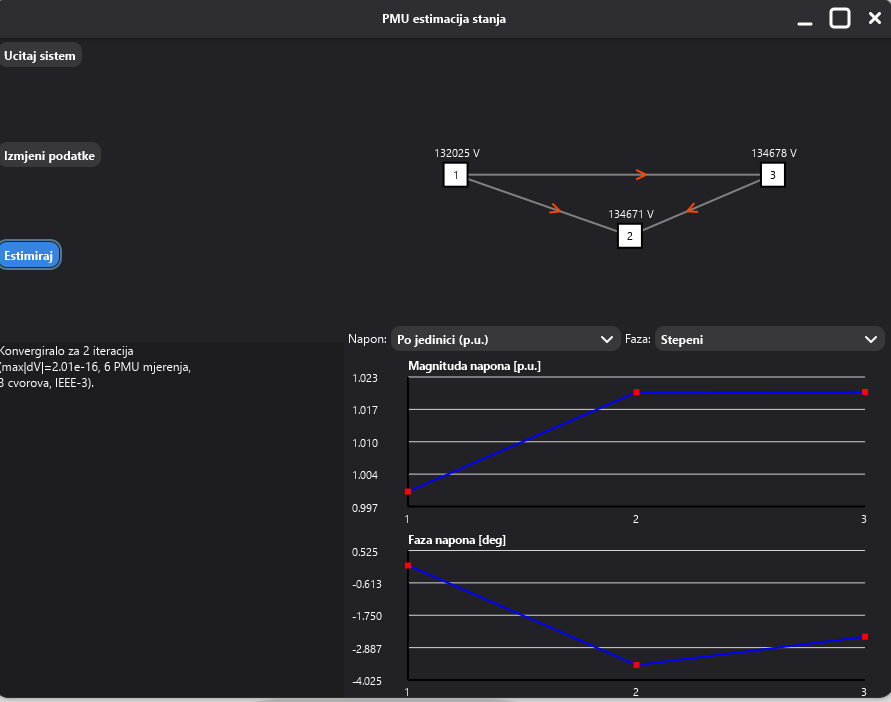 PMU estimacija stanja
Ucitaj sistem
Izmjeni podatke
Estimiraj
132025 V
134678 V
1
3
134671 V
2
Konvergiralo za 2 iteracija
(max|dV|=2.01e-16, 6 PMU mjerenja,
3 cvorova, IEEE-3).
Napon: Po jedinici (p.u.) Faza: Stepeni
Magnituda napona [p.u.]
1.023
1.017
1.010
1.004
0.997
1 2 3
Faza napona [deg]
0.525
-0.613
-1.750
-2.887
-4.025
1 2 3